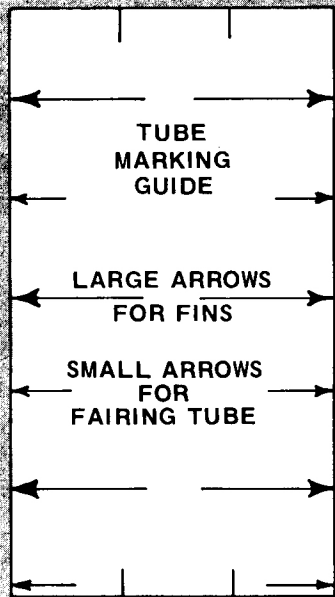 TUBE
MARKING
GUIDE
LARGE ARROWS
FOR FINS
SMALL ARROWS
FOR
FAIRING TUBE